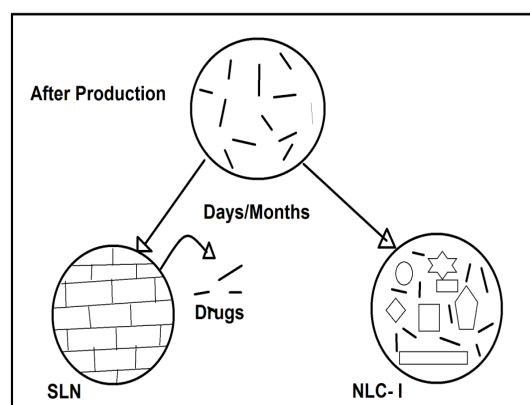 After Production
Days/Months
Drugs
SLN
NLC- I